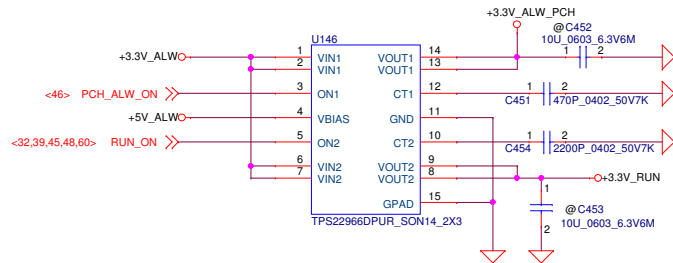 +3.3V_ALW_PCH
@C452
10U_0603_6.3V6M
U146
+3.3V_ALW
1 VIN1 VOUT1 14 1 2
2 VIN1 VOUT1 13
<46> PCH_ALW_ON 3 ON1 CT1 12 1 2
C451 470P_0402_50V7K
+5V_ALW 4 VBIAS GND 11
<32,39,45,48,60> RUN_ON 5 ON2 CT2 10 1 2
C454 2200P_0402_50V7K
6 VIN2 VOUT2 9
7 VIN2 VOUT2 8 +3.3V_RUN
1
GPAD 15
@C453
TPS22966DPUR_SON14_2X3
10U_0603_6.3V6M
2